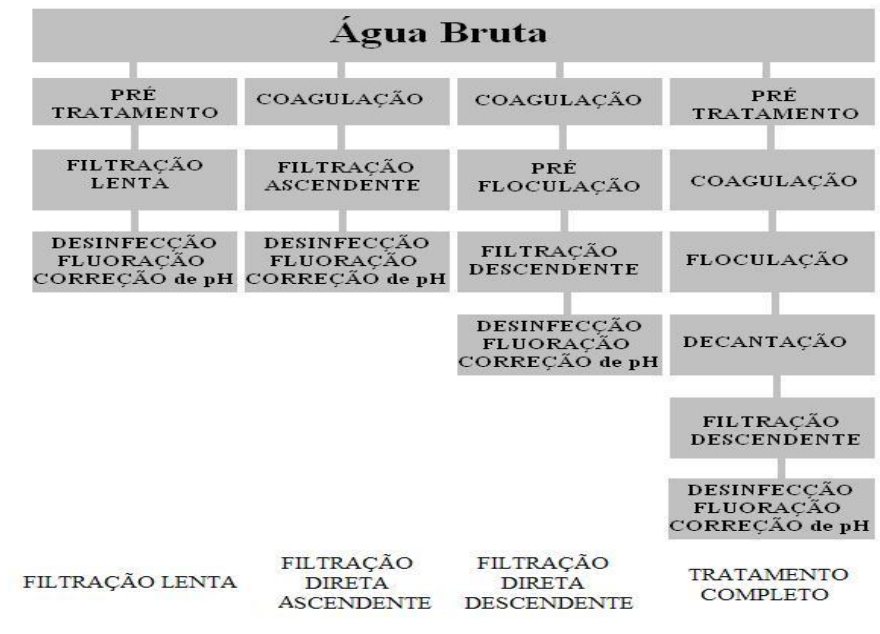 Água Bruta
PRÉ
TRATAMENTO
FILTRAÇÃO
LENTA
DESINFECÇÃO
FLUORAÇÃO
CORREÇÃO de pH
COAGULAÇÃO
FILTRAÇÃO
ASCENDENTE
DESINFECÇÃO
FLUORAÇÃO
CORREÇÃO de pH
COAGULAÇÃO
PRÉ
FLOCULAÇÃO
FILTRAÇÃO
DESCENDENTE
DESINFECÇÃO
FLUORAÇÃO
CORREÇÃO de pH
PRÉ
TRATAMENTO
COAGULAÇÃO
FLOCULAÇÃO
DECANTAÇÃO
FILTRAÇÃO
DESCENDENTE
DESINFECÇÃO
FLUORAÇÃO
CORREÇÃO de pH
FILTRAÇÃO LENTA
FILTRAÇÃO
DIRETA
ASCENDENTE
FILTRAÇÃO
DIRETA
DESCENDENTE
TRATAMENTO
COMPLETO